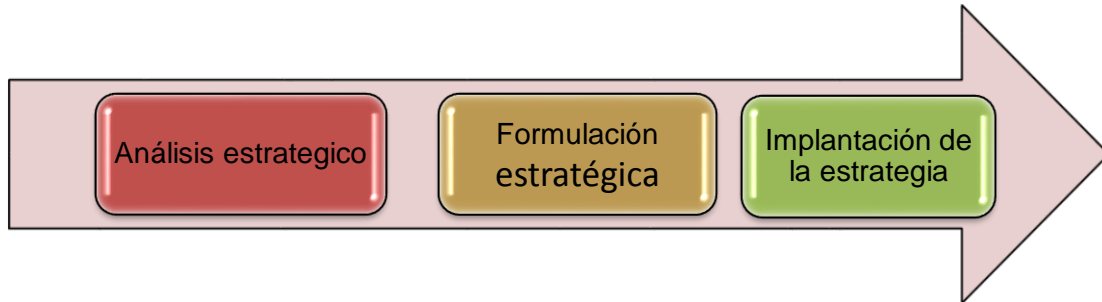 Análisis estrategico
Formulación
estratégica
Implantación de
la estrategia